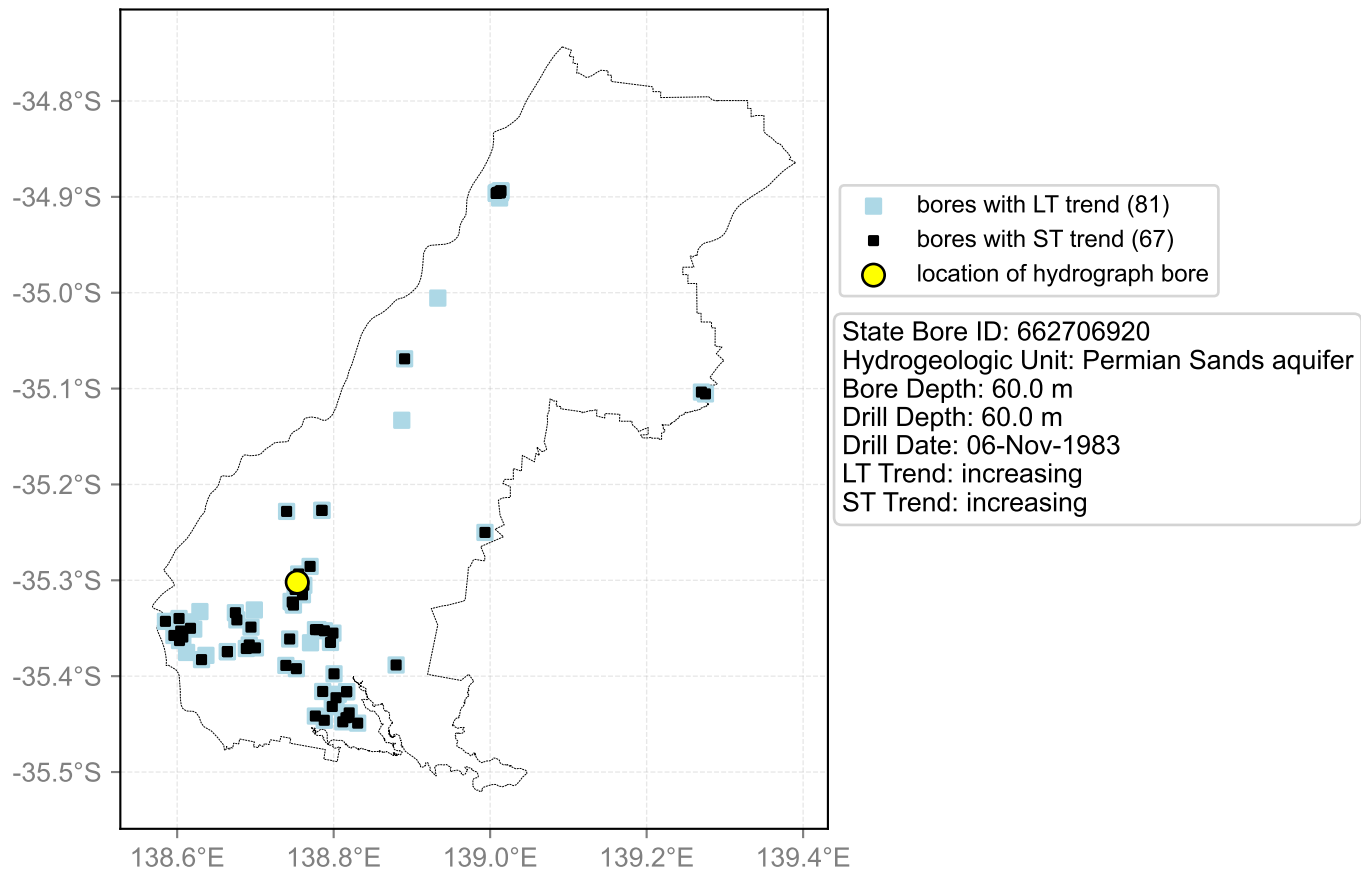 -34.8°S
-34.9°S
-35.0°S
-35.1°S
-35.2°S
-35.3°S
-35.4°S
-35.5°S
138.6°E 138.8°E 139.0°E 139.2°E 139.4°E
bores with LT trend (81)
bores with ST trend (67)
location of hydrograph bore
State Bore ID: 662706920
Hydrogeologic Unit: Permian Sands aquifer
Bore Depth: 60.0 m
Drill Depth: 60.0 m
Drill Date: 06-Nov-1983
LT Trend: increasing
ST Trend: increasing